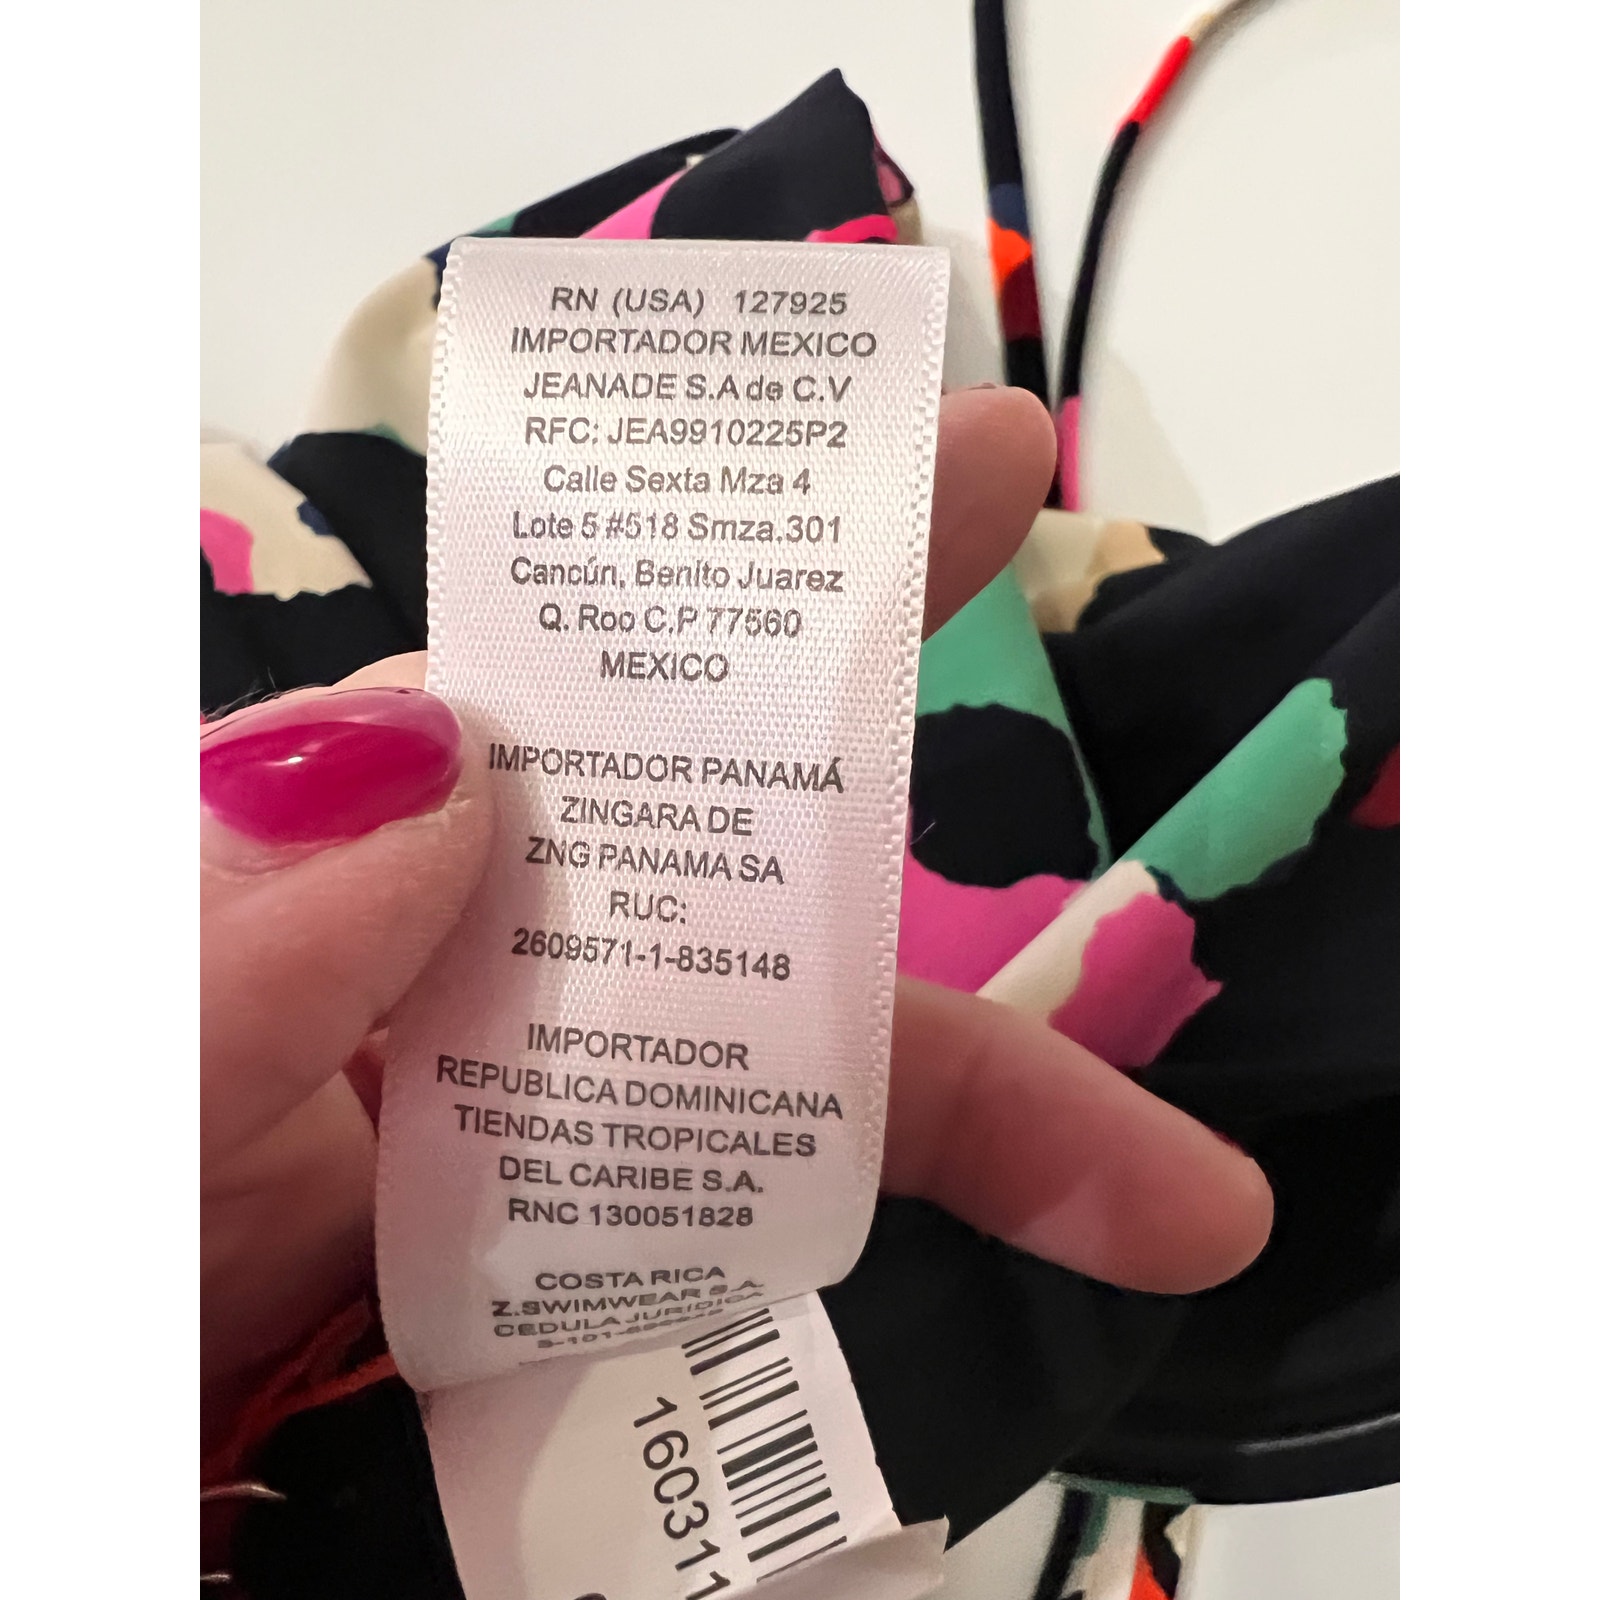 RN (USA) 127925
IMPORTADOR MEXICO
JEANADE S.A de C.V
RFC: JEA9910225P2
Calle Sexta Mza 4
Lote 5 #518 Smza.301
Cancún, Benito Juarez
Q. Roo C.P 77560
MEXICO
IMPORTADOR PANAMÁ
ZINGARA DE
ZNG PANAMA SA
RUC:
2609571-1-835148
IMPORTADOR
REPUBLICA DOMINICANA
TIENDAS TROPICALES
DEL CARIBE S.A.
RNC 130051828
COSTA RICA
Z.SWIMWEAR S.A.
CEDULA JURIDICA
160311